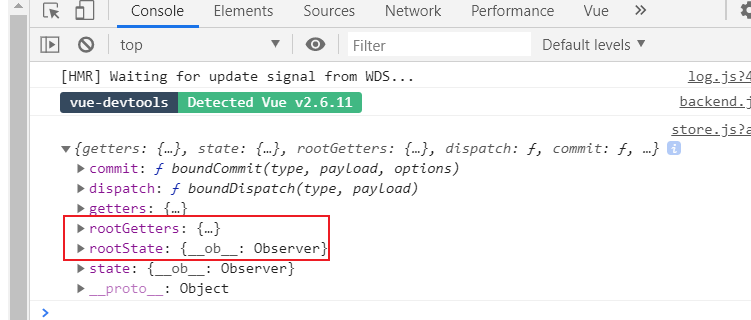 Console Elements Sources Network Performance Vue »
top ▼ Filter Default levels ▼
[HMR] Waiting for update signal from WDS... log.js?4
vue-devtools Detected Vue v2.6.11 backend.j
store.js?a
▼{getters: {…}, state: {…}, rootGetters: {…}, dispatch: ƒ, commit: ƒ, …} i
▶commit: ƒ boundCommit(type, payload, options)
▶dispatch: ƒ boundDispatch(type, payload)
▶getters: {…}
▶rootGetters: {…}
▶rootState: {__ob__: Observer}
▶state: {__ob__: Observer}
▶__proto__: Object
>